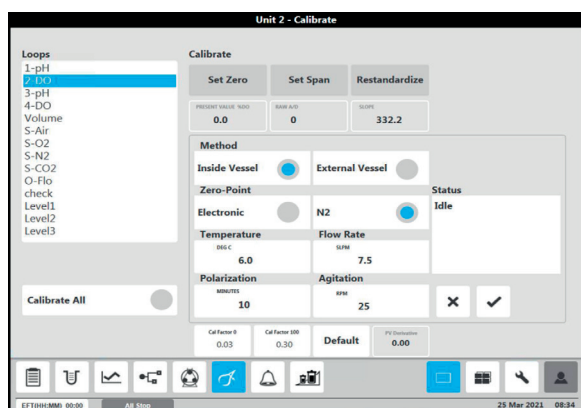 Unit 2 - Calibrate
Loops
1-pH
2-DO
3-pH
4-DO
Volume
S-Air
S-O2
S-N2
S-CO2
O-Flo
check
Level1
Level2
Level3
Calibrate All
Calibrate
Set Zero Set Span Restandardize
PRESENT VALUE %DO RAW A/D SLOPE
0.0 0 332.2
Method
Inside Vessel External Vessel
Zero-Point
Electronic N2
Temperature Flow Rate
DEG C SLPM
6.0 7.5
Polarization Agitation
MINUTES RPM
10 25
Status
Idle
Cal Factor 0 Cal Factor 100 Default PV Derivative
0.03 0.30 0.00
EFT(HH:MM) 00:00 All Stop 25 Mar 2021 08:34